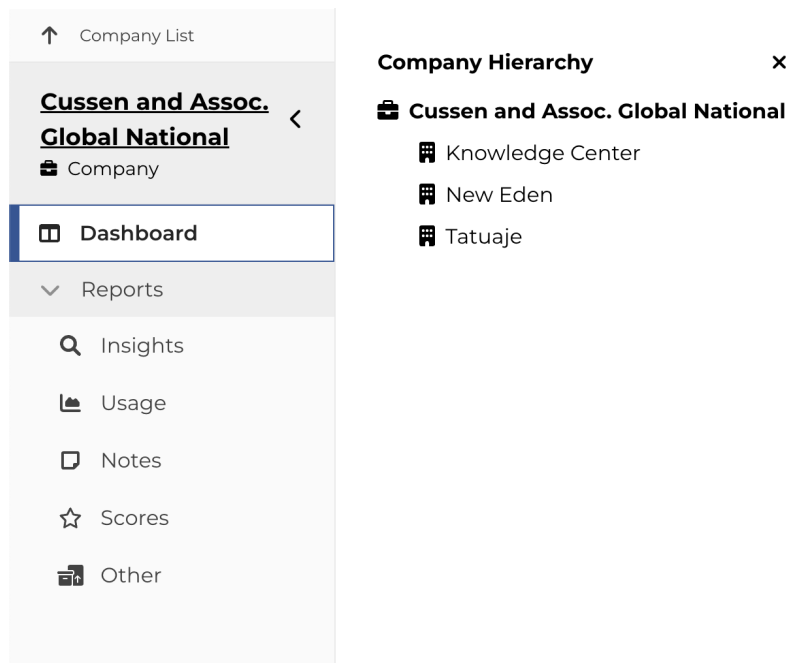 Company List
Cussen and Assoc.
Global National
Company
Dashboard
Reports
Insights
Usage
Notes
Scores
Other
Company Hierarchy
Cussen and Assoc. Global National
Knowledge Center
New Eden
Tatuaje